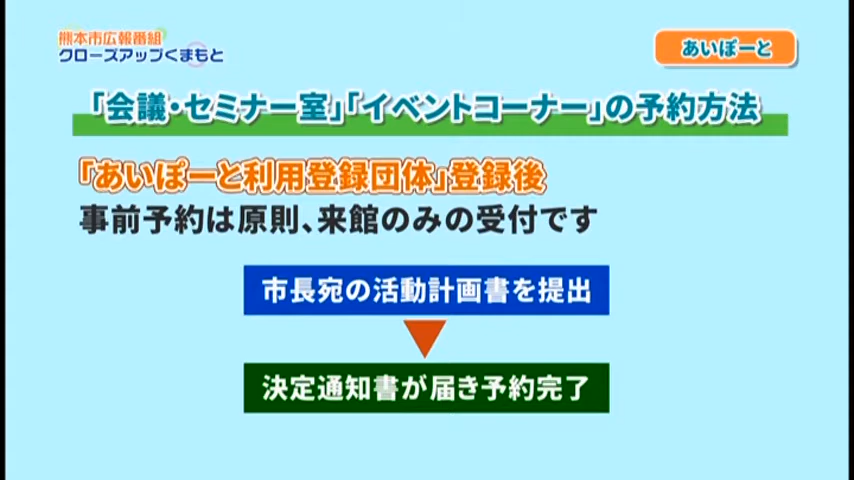 熊本市広報番組
クローズアップくまもと
あいぽーと
「会議・セミナー室」「イベントコーナー」の予約方法
「あいぽーと利用登録団体」登録後
事前予約は原則、来館のみの受付です
市長宛の活動計画書を提出
決定通知書が届き予約完了